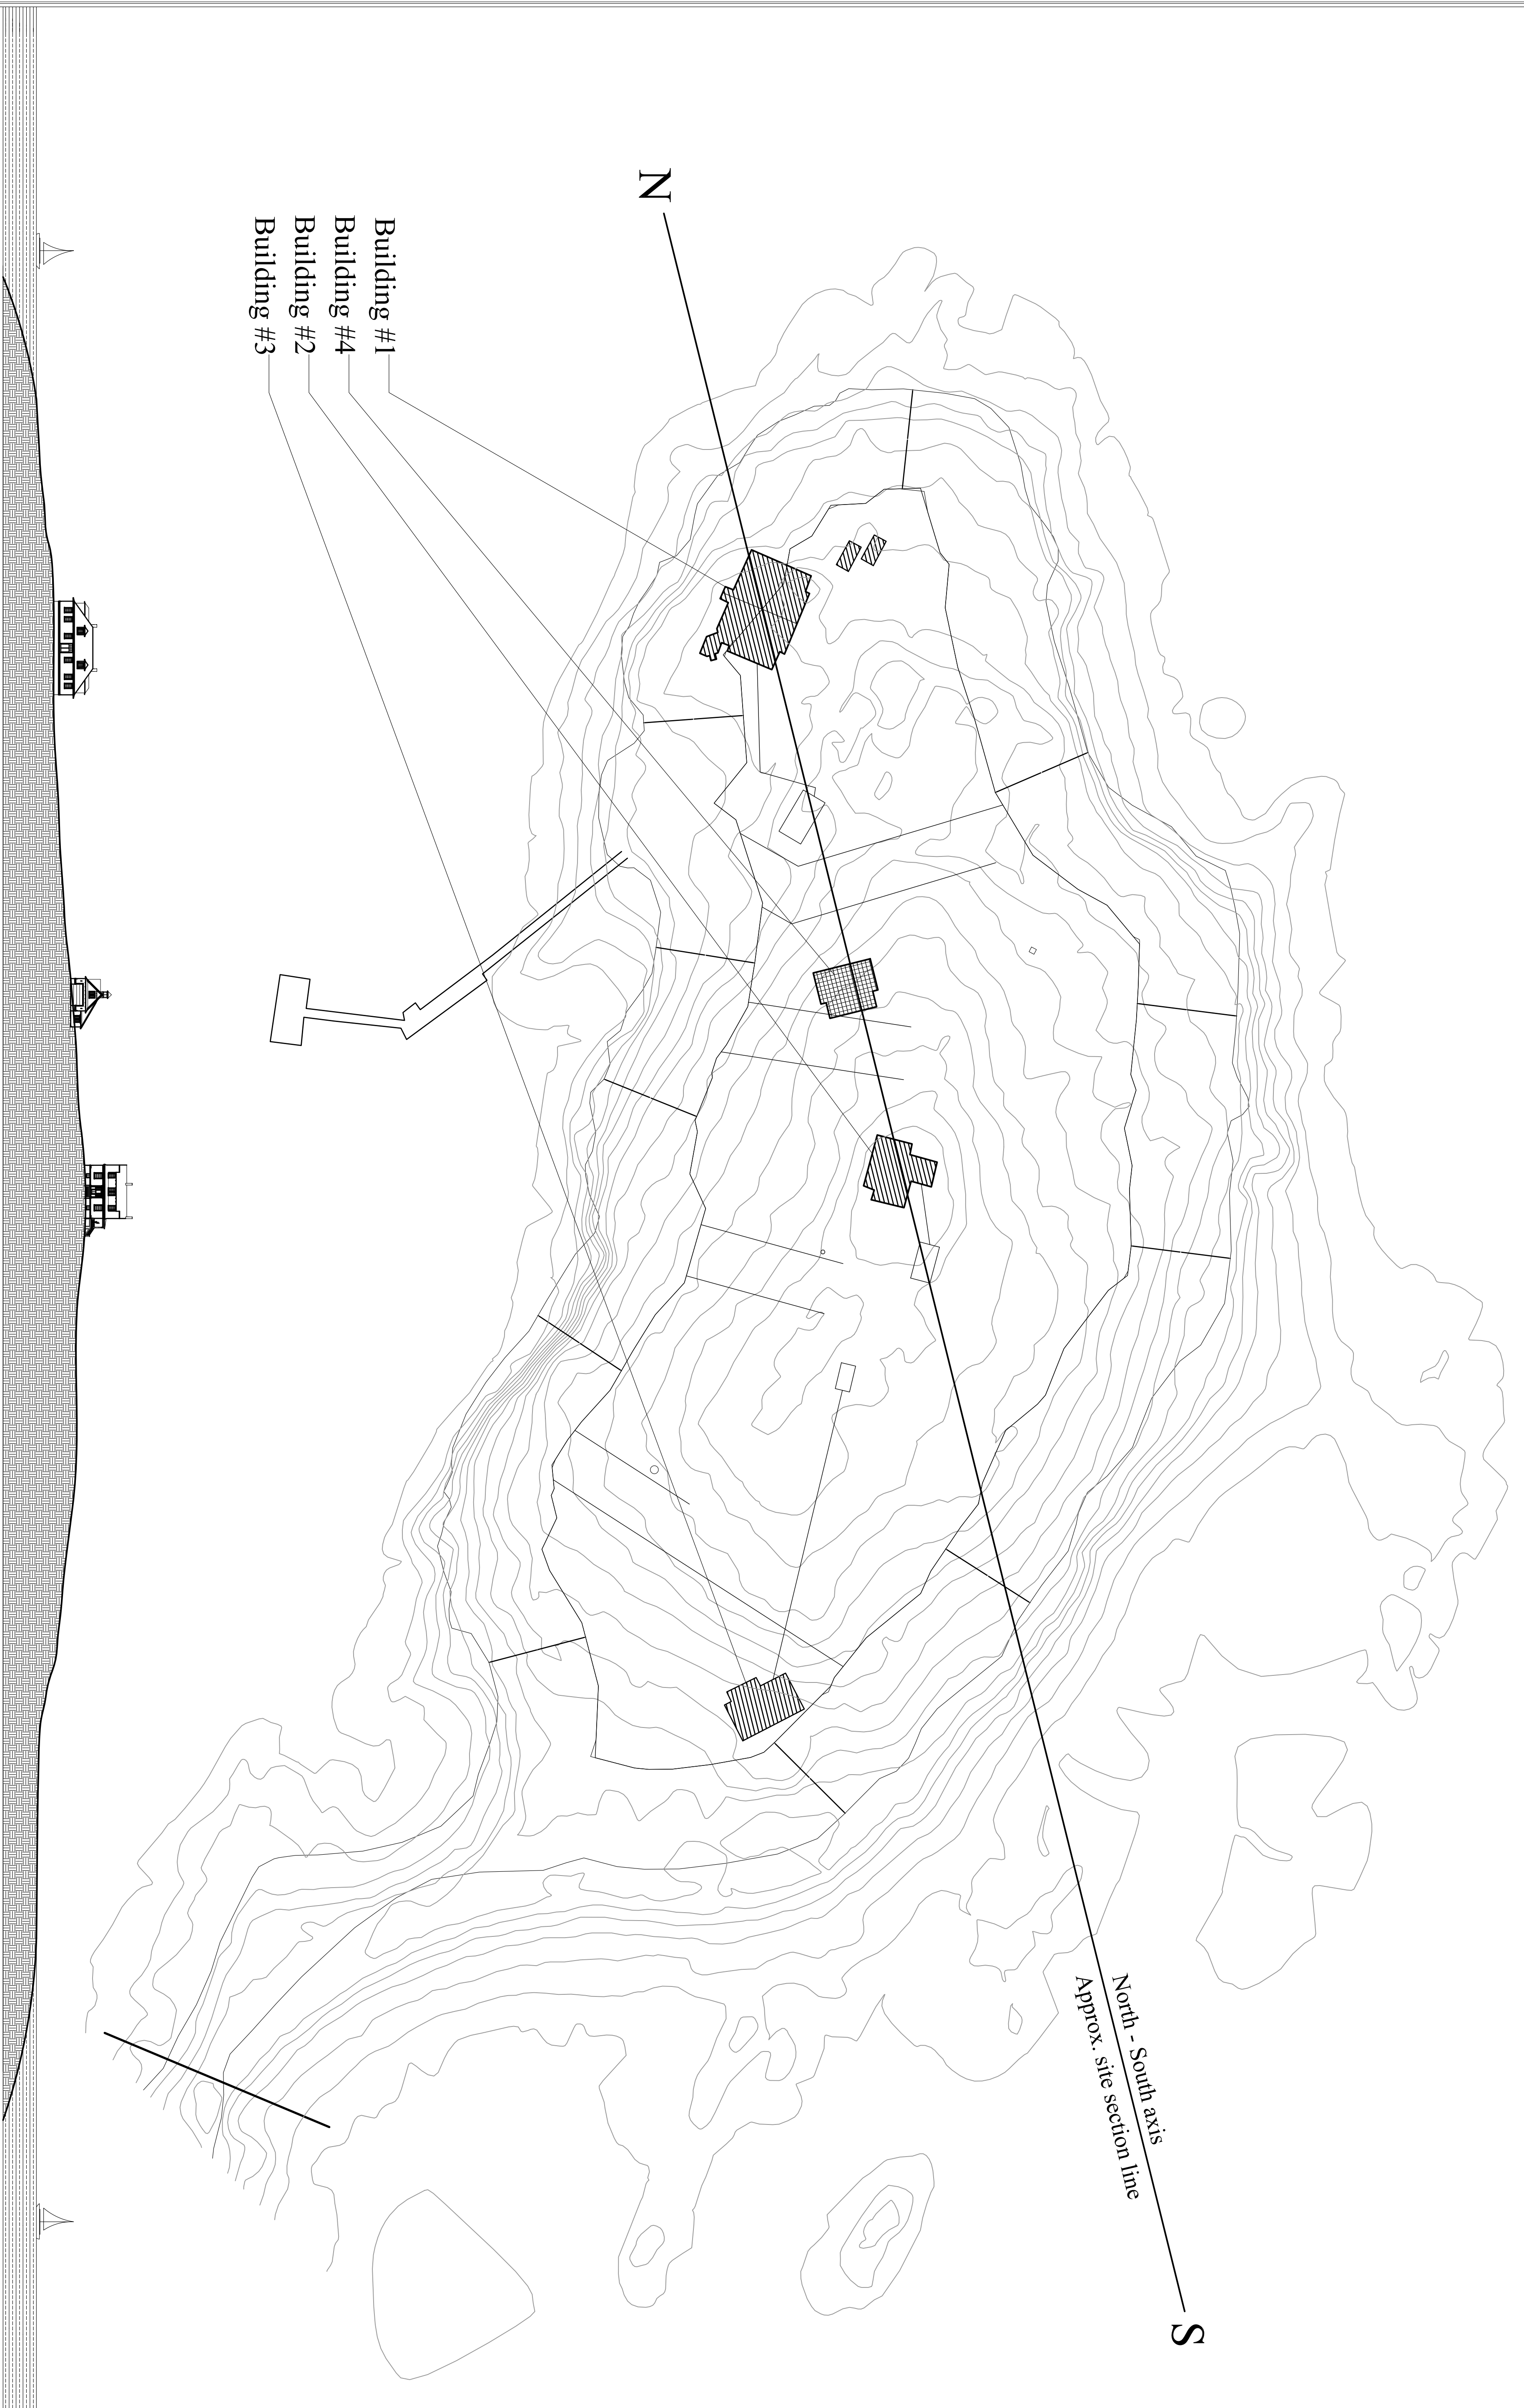 N
Building #1
Building #4
Building #2
Building #3
North - South axis
Approx. site section line
S